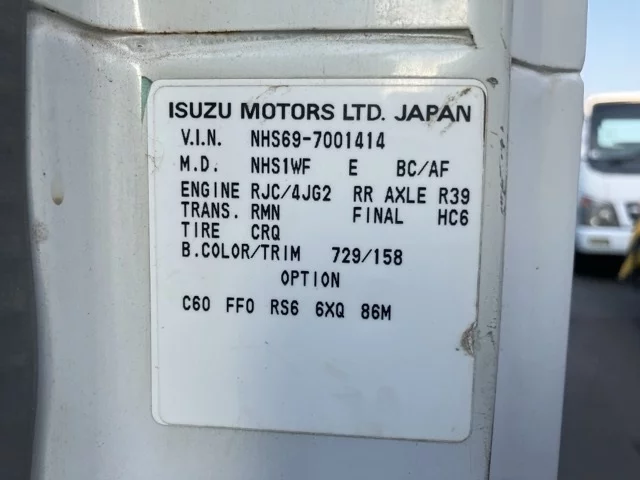 ISUZU MOTORS LTD. JAPAN
V.I.N. NHS69-7001414
M.D. NHS1WF E BC/AF
ENGINE RJC/4JG2 RR AXLE R39
TRANS. RMN FINAL HC6
TIRE CRQ
B.COLOR/TRIM 729/158
OPTION
C60 FF0 RS6 6XQ 86M